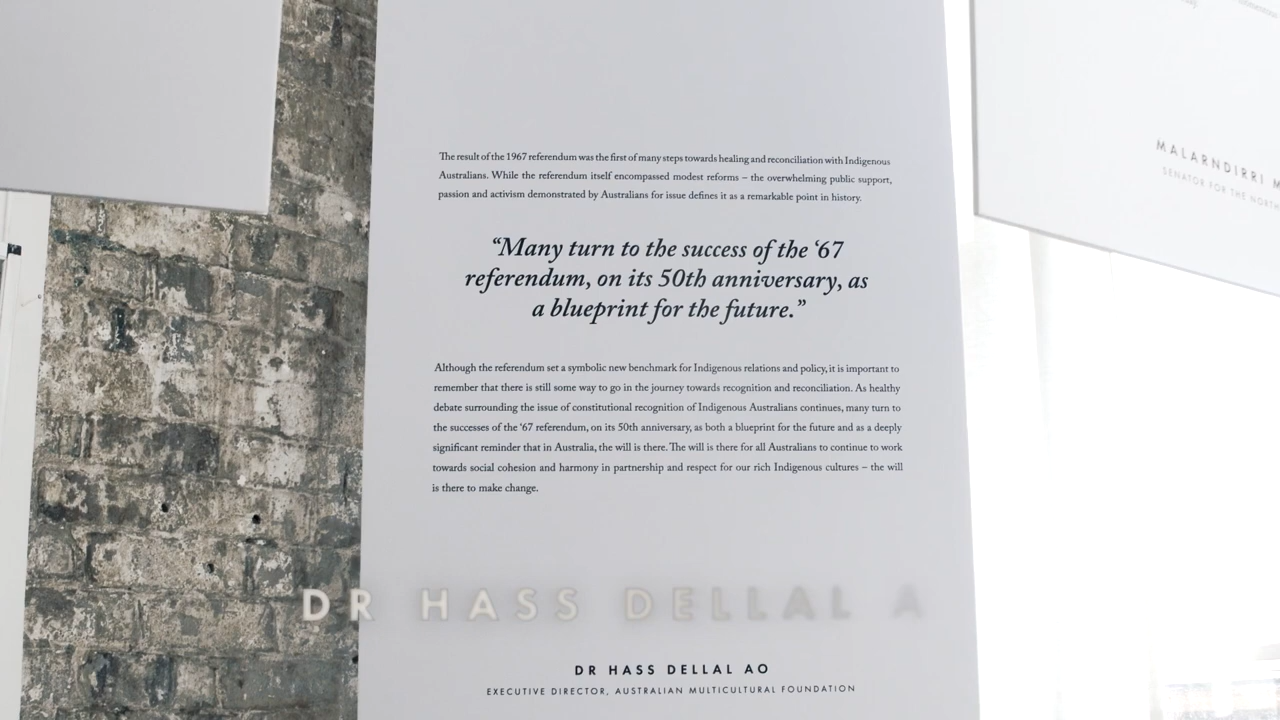 The result of the 1967 referendum was the first of many steps towards healing and reconciliation with Indigenous
Australians. While the referendum itself encompassed modest reforms – the overwhelming public support,
passion and activism demonstrated by Australians for issue defines it as a remarkable point in history.
“Many turn to the success of the ‘67
referendum, on its 50th anniversary, as
a blueprint for the future.”
Although the referendum set a symbolic new benchmark for Indigenous relations and policy, it is important to
remember that there is still some way to go in the journey towards recognition and reconciliation. As healthy
debate surrounding the issue of constitutional recognition of Indigenous Australians continues, many turn to
the successes of the ‘67 referendum, on its 50th anniversary, as both a blueprint for the future and as a deeply
significant reminder that in Australia, the will is there. The will is there for all Australians to continue to work
towards social cohesion and harmony in partnership and respect for our rich Indigenous cultures – the will
is there to make change.
DR HASS DELLAL A
DR HASS DELLAL AO
EXECUTIVE DIRECTOR, AUSTRALIAN MULTICULTURAL FOUNDATION
MALARNDIRRI M
SENATOR FOR THE NORTH